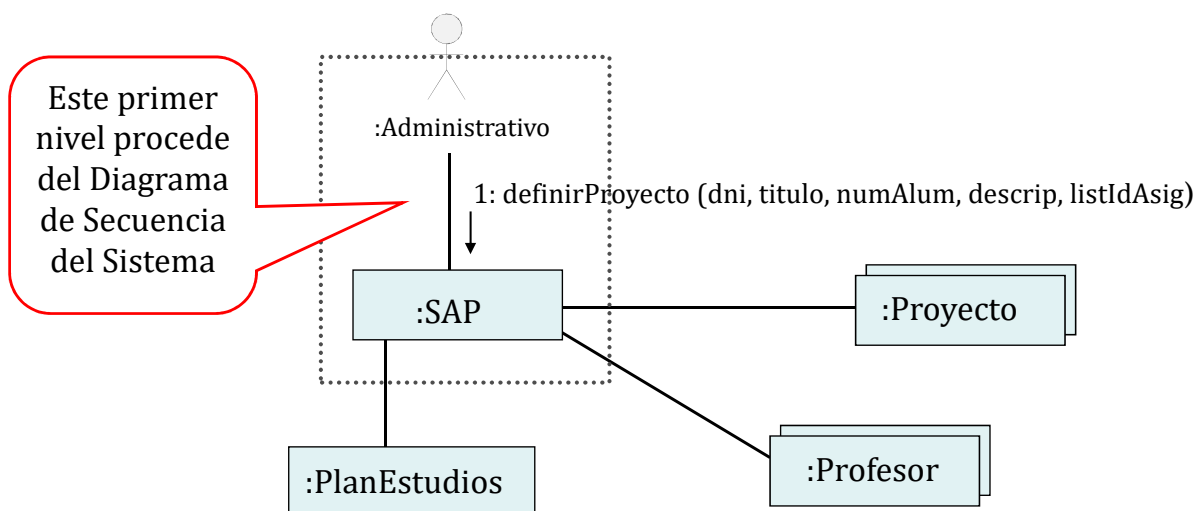 Este primer
nivel procede
del Diagrama
de Secuencia
del Sistema
:Administrativo
1: definirProyecto (dni, titulo, numAlum, descrip, listIdAsig)
:SAP
:Proyecto
:PlanEstudios
:Profesor